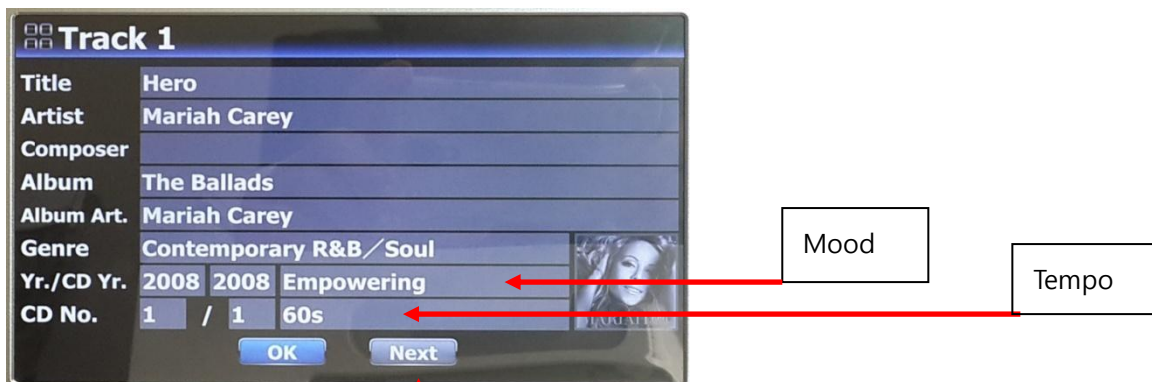 Track 1
Title Hero
Artist Mariah Carey
Composer
Album The Ballads
Album Art. Mariah Carey
Genre Contemporary R&B／Soul
Yr./CD Yr. 2008 2008 Empowering
CD No. 1 / 1 60s
OK Next
Mood
Tempo